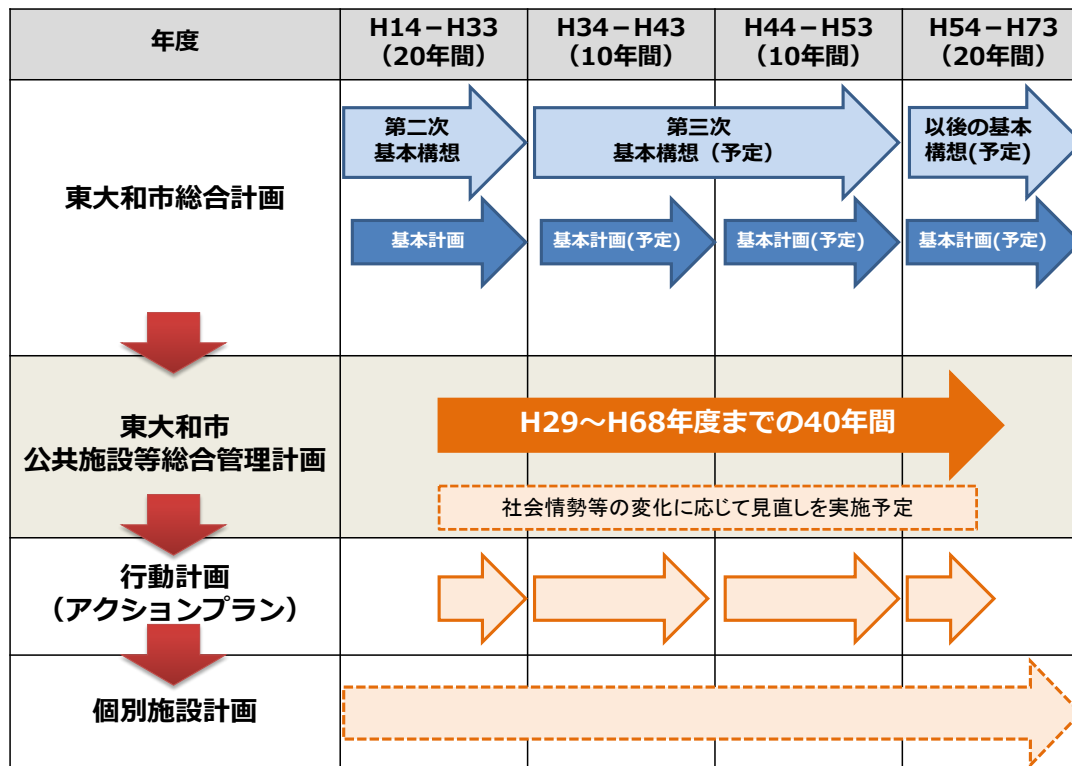 年度
H14－H33
（20年間）
H34－H43
（10年間）
H44－H53
（10年間）
H54－H73
（20年間）
東大和市総合計画
第二次
基本構想
第三次
基本構想（予定）
以後の基本
構想(予定)
基本計画
基本計画(予定)
基本計画(予定)
基本計画(予定)
東大和市
公共施設等総合管理計画
H29～H68年度までの40年間
社会情勢等の変化に応じて見直しを実施予定
行動計画
（アクションプラン）
個別施設計画